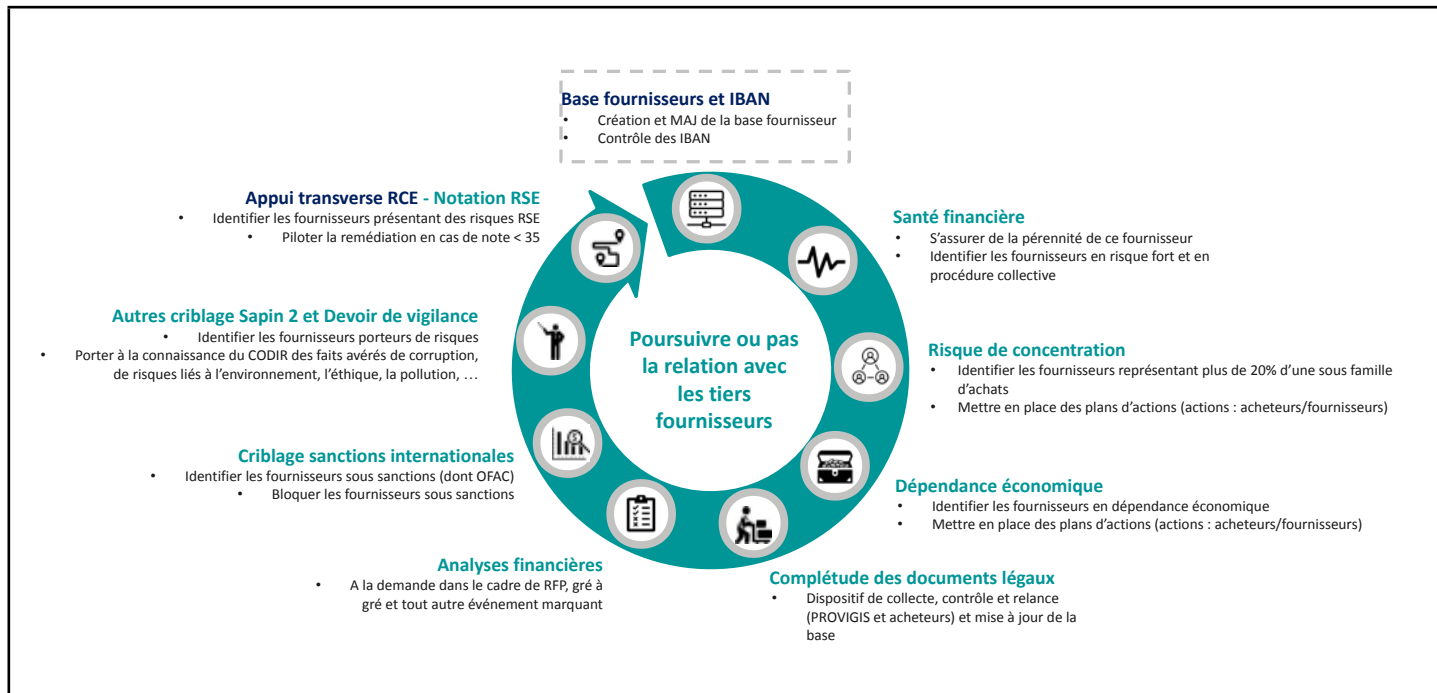 Base fournisseurs et IBAN
• Création et MAJ de la base fournisseur
• Contrôle des IBAN
Santé financière
• S'assurer de la pérennité de ce fournisseur
• Identifier les fournisseurs en risque fort et en
procédure collective
Risque de concentration
• Identifier les fournisseurs représentant plus de 20% d'une sous famille
d'achats
• Mettre en place des plans d'actions (actions : acheteurs/fournisseurs)
Dépendance économique
• Identifier les fournisseurs en dépendance économique
• Mettre en place des plans d'actions (actions : acheteurs/fournisseurs)
Complétude des documents légaux
• Dispositif de collecte, contrôle et relance
(PROVIGIS et acheteurs) et mise à jour de la
base
Analyses financières
• A la demande dans le cadre de RFP, gré à
gré et tout autre événement marquant
Criblage sanctions internationales
• Identifier les fournisseurs sous sanctions (dont OFAC)
• Bloquer les fournisseurs sous sanctions
Autres criblage Sapin 2 et Devoir de vigilance
• Identifier les fournisseurs porteurs de risques
• Porter à la connaissance du CODIR des faits avérés de corruption,
de risques liés à l'environnement, l'éthique, la pollution, …
Appui transverse RCE - Notation RSE
• Identifier les fournisseurs présentant des risques RSE
• Piloter la remédiation en cas de note < 35
Poursuivre ou pas
la relation avec
les tiers
fournisseurs